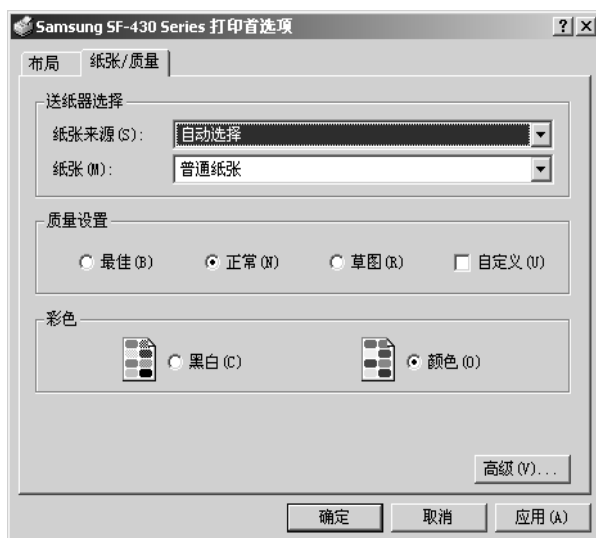 Samsung SF-430 Series 打印首选项
布局 纸张/质量
送纸器选择
纸张来源(S): 自动选择
纸张(M): 普通纸张
质量设置
最佳(B) 正常(N) 草图(R) 自定义(U)
彩色
黑白(C) 颜色(O)
高级(V)...
确定 取消 应用(A)